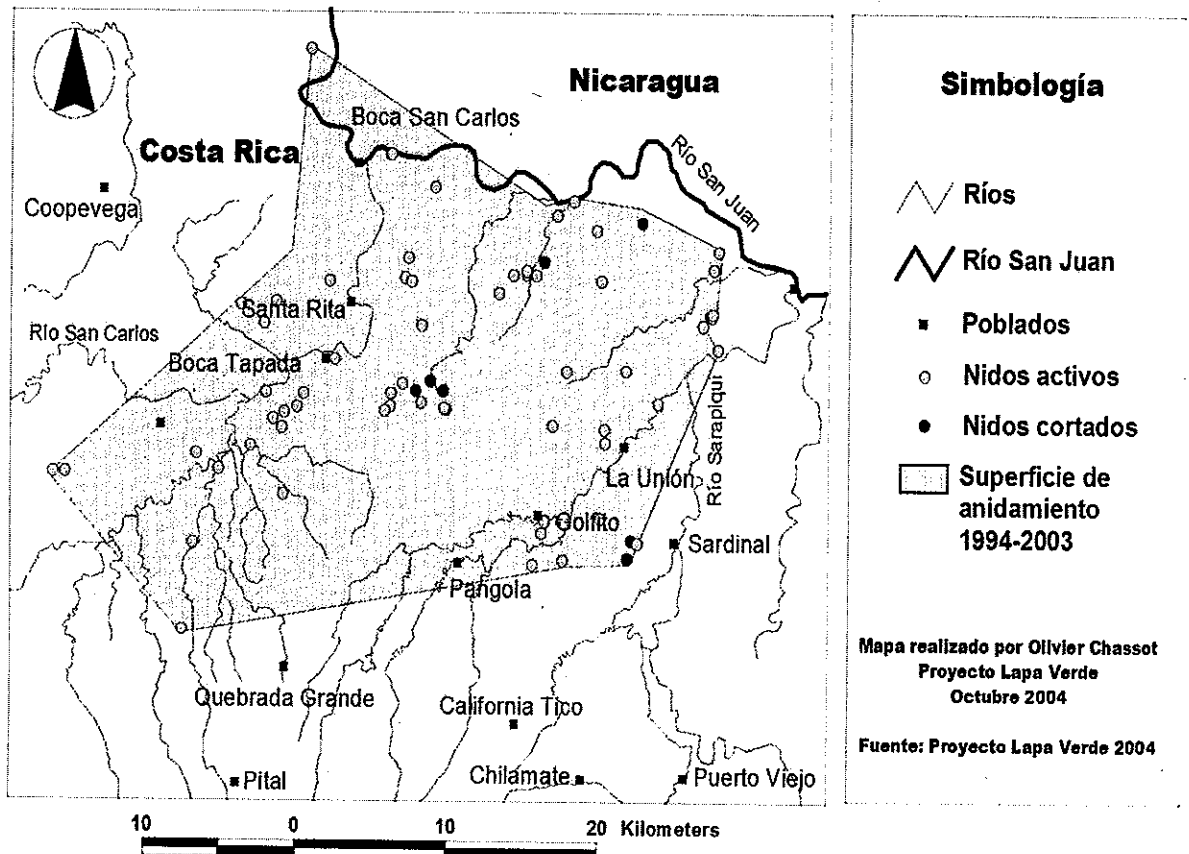 Nicaragua
Boca San Carlos
Costa Rica
Río San Juan
Coopevega
Río San Juan
Santa Rita
Río San Carlos
Boca Tapada
La Unión
Río Sarapiquí
Golfito
Sardinal
Pangola
Quebrada Grande
California Tico
Pital
Chilamate
Puerto Viejo
10 0 10 20 Kilometers
Simbología
Ríos
Río San Juan
Poblados
Nidos activos
Nidos cortados
Superficie de
anidamiento
1994-2003
Mapa realizado por Olivier Chassot
Proyecto Lapa Verde
Octubre 2004
Fuente: Proyecto Lapa Verde 2004